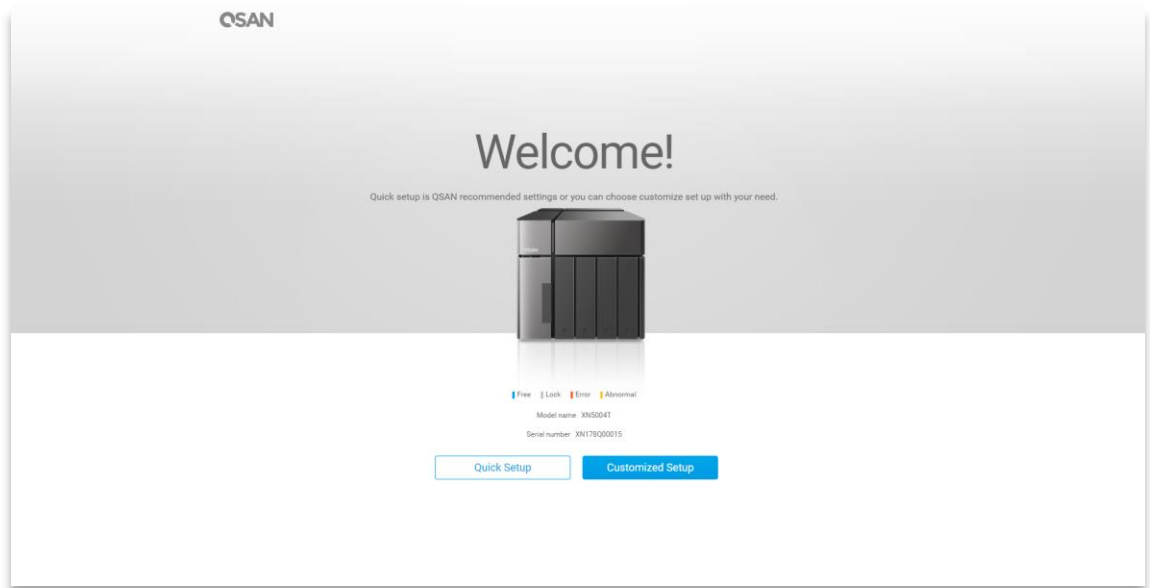 QSAN
Welcome!
Quick setup is QSAN recommended settings or you can choose customize set up with your need.
QSAN
Free Lock Error Abnormal
Model name XN5004T
Serial number XN178Q00015
Quick Setup Customized Setup